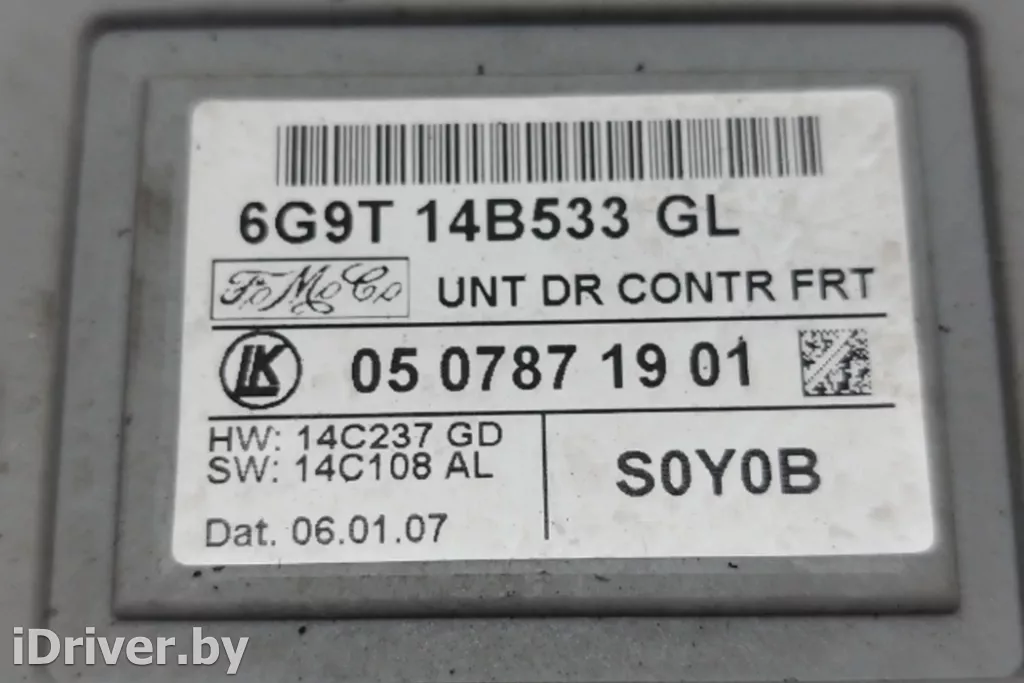 6G9T 14B533 GL
FoMoCo UNT DR CONTR FRT
LK 05 0787 19 01
HW: 14C237 GD
SW: 14C108 AL
S0Y0B
Dat. 06.01.07
iDriver.by